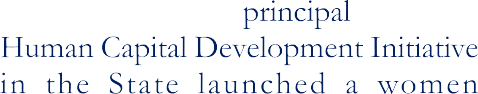 principal
Human Capital Development Initiative
in the State launched a women